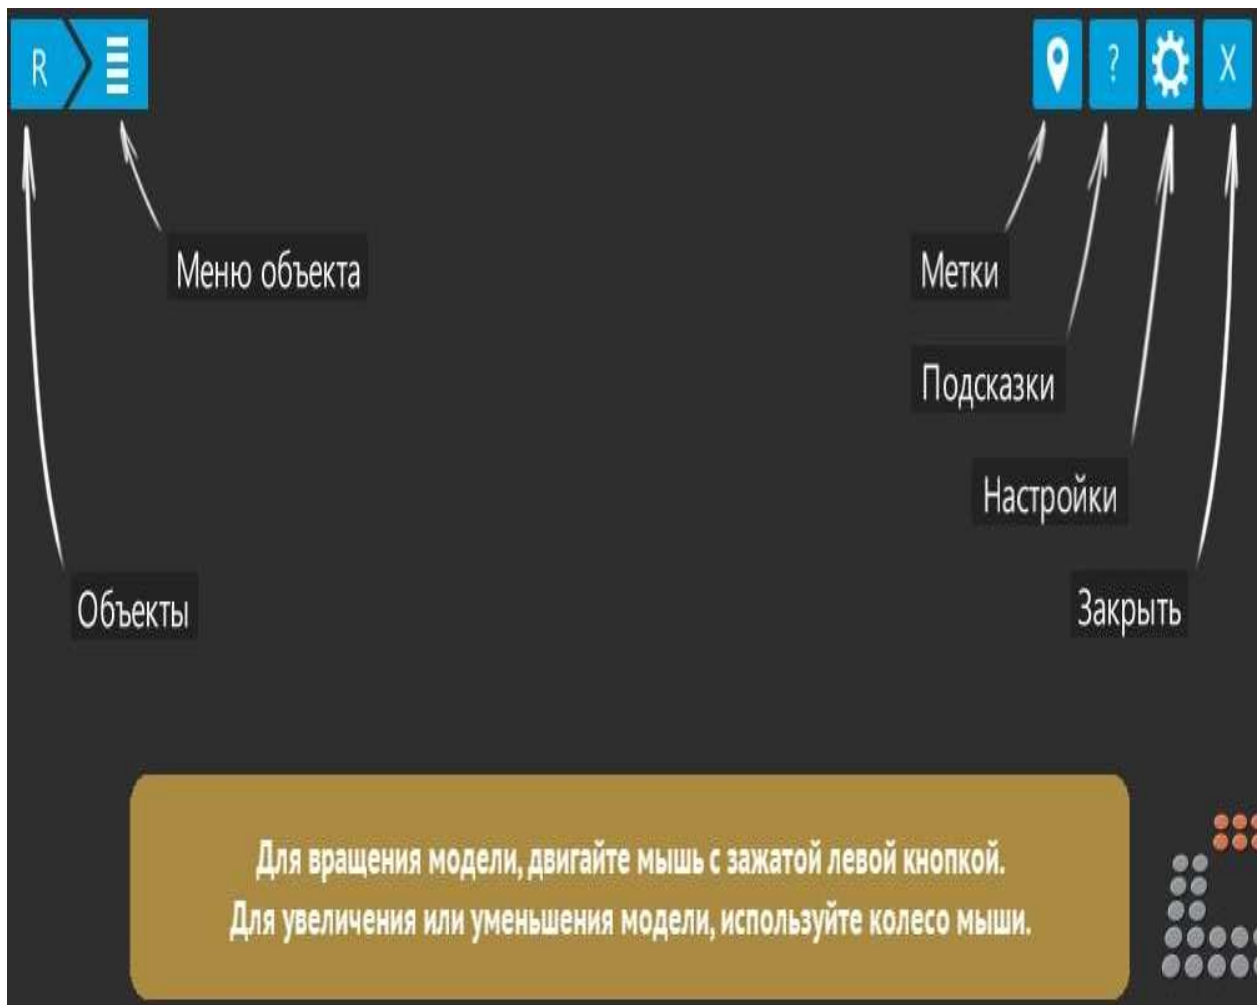 R
? X
Меню объекта
Метки
Подсказки
Настройки
Объекты
Закрыть
Для вращения модели, двигайте мышь с зажатой левой кнопкой.
Для увеличения или уменьшения модели, используйте колесо мыши.